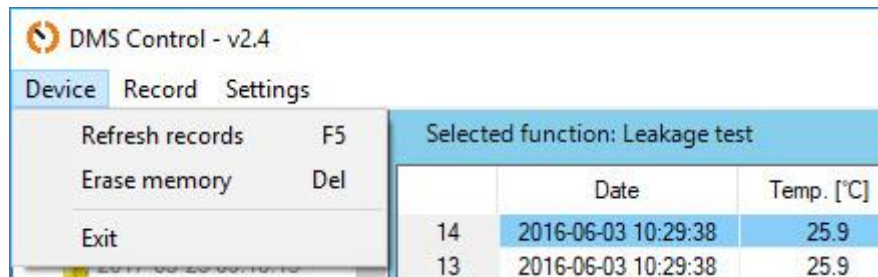 DMS Control - v2.4
Device Record Settings
Refresh records F5
Erase memory Del
Exit
Selected function: Leakage test
Date Temp. [°C]
14 2016-06-03 10:29:38 25.9
13 2016-06-03 10:29:38 25.9